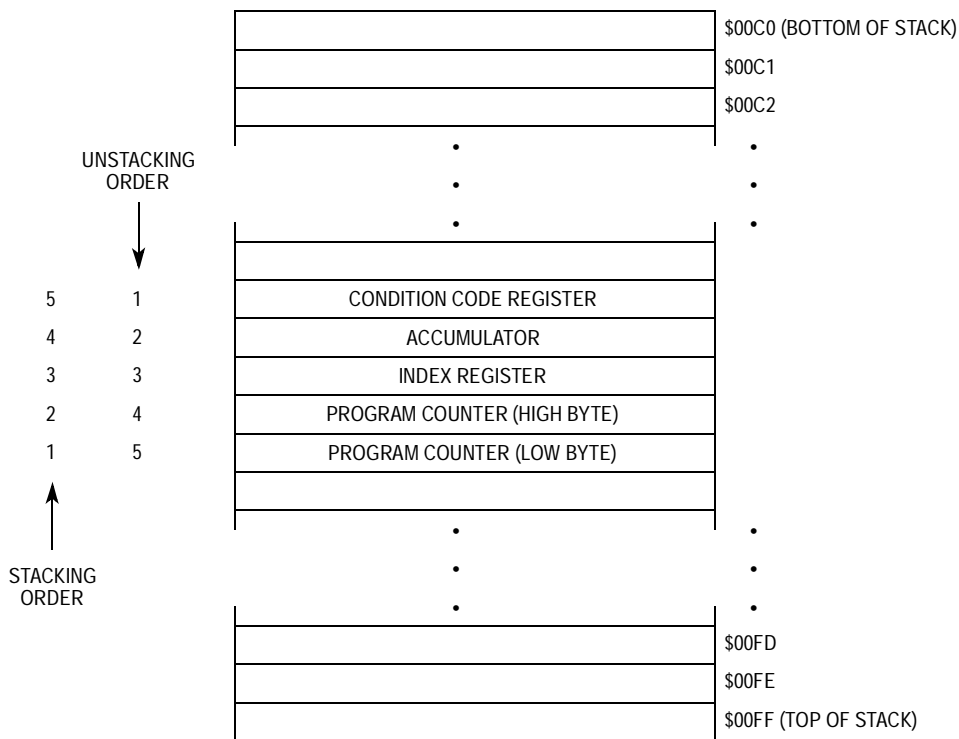 $00C0 (BOTTOM OF STACK)
$00C1
$00C2
UNSTACKING
ORDER
5 1 CONDITION CODE REGISTER
4 2 ACCUMULATOR
3 3 INDEX REGISTER
2 4 PROGRAM COUNTER (HIGH BYTE)
1 5 PROGRAM COUNTER (LOW BYTE)
STACKING
ORDER
$00FD
$00FE
$00FF (TOP OF STACK)